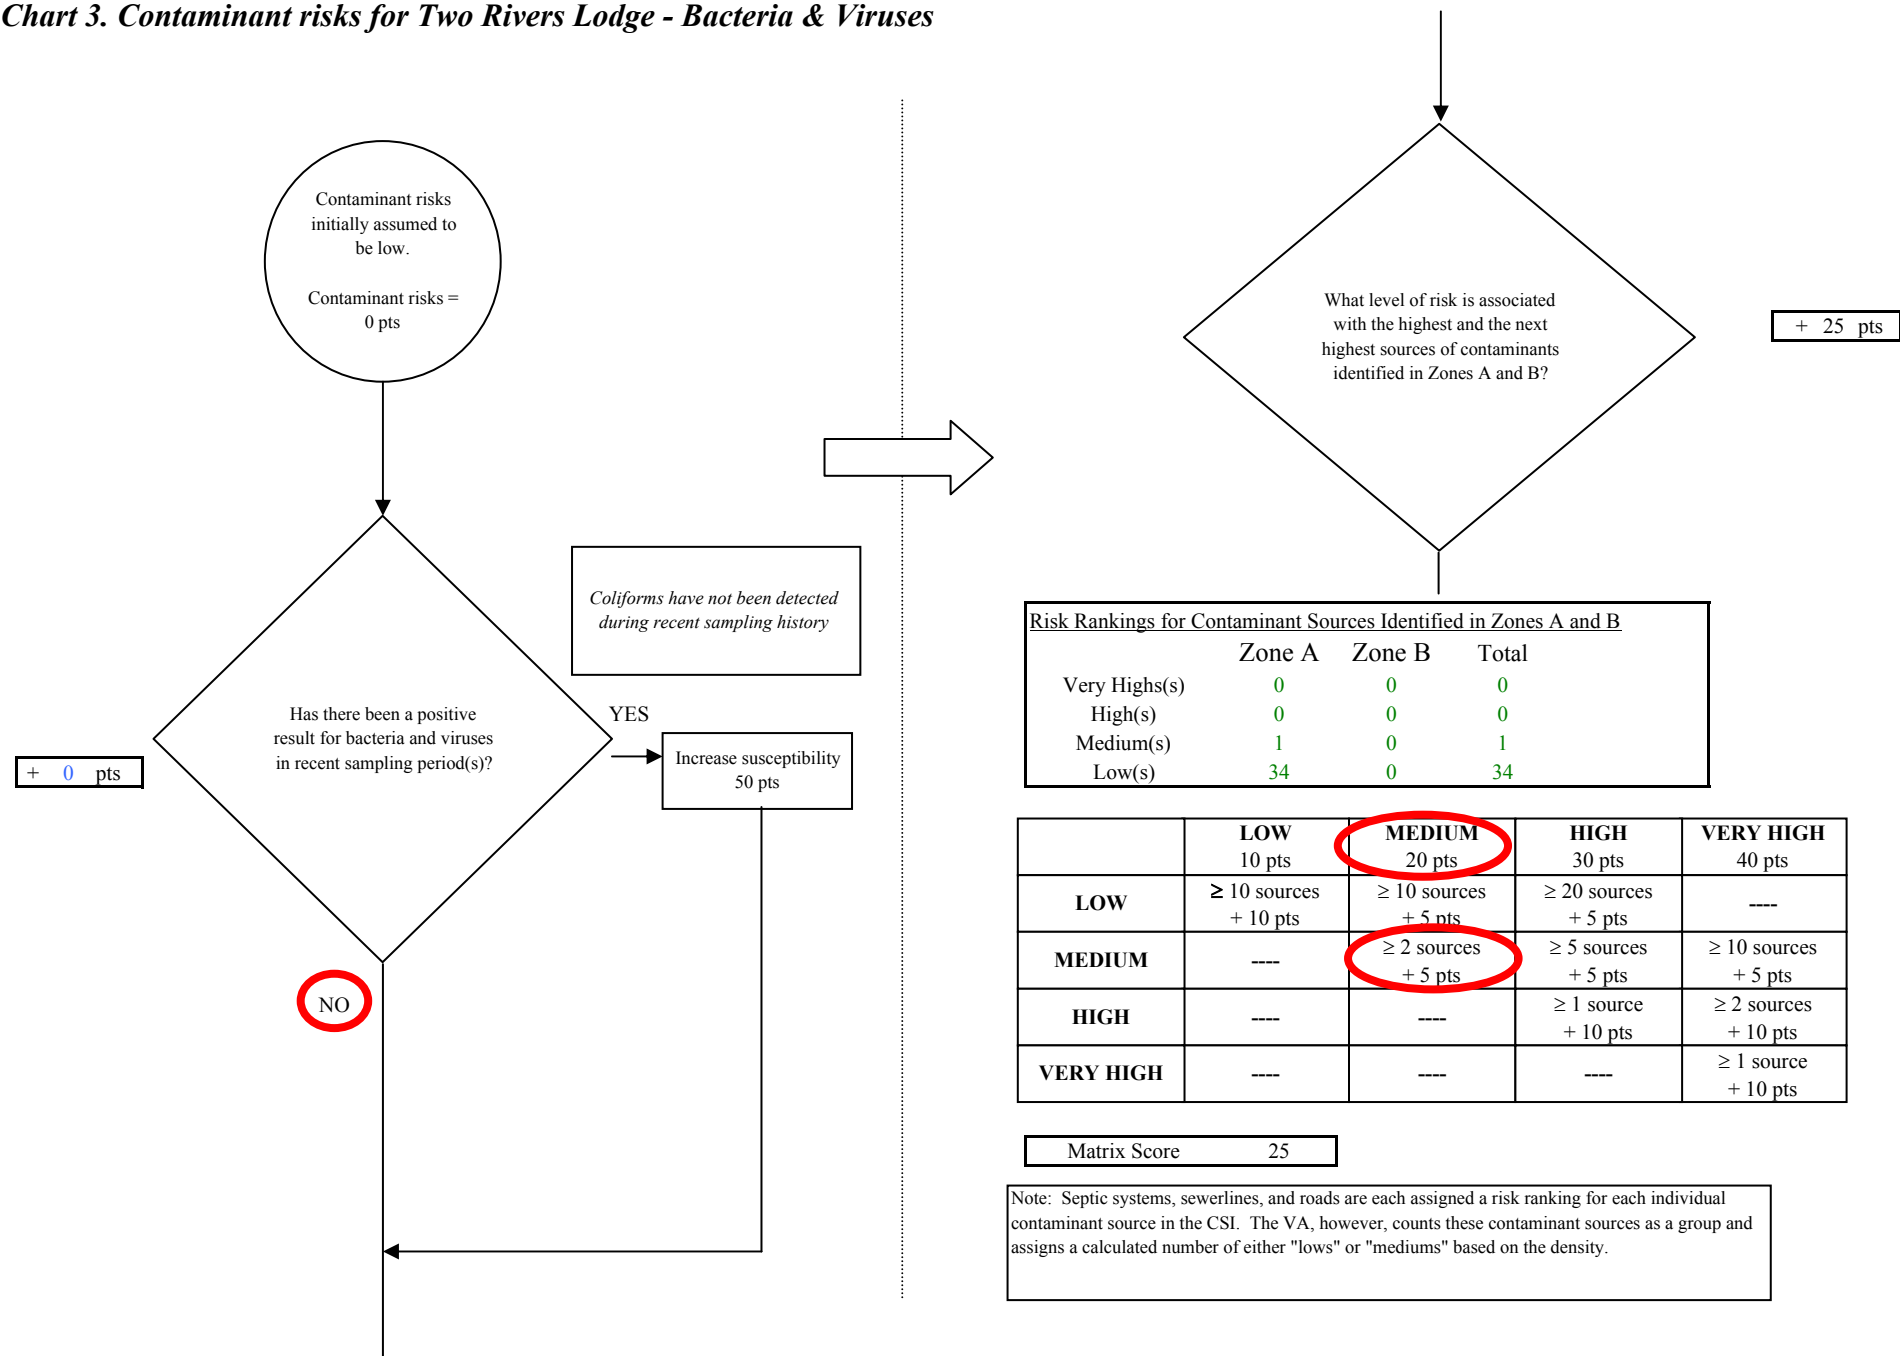 Chart 3. Contaminant risks for Two Rivers Lodge - Bacteria & Viruses
Contaminant risks
initially assumed to
be low.
Contaminant risks =
0 pts
Coliforms have not been detected
during recent sampling history
Has there been a positive
result for bacteria and viruses
in recent sampling period(s)?
YES
Increase susceptibility
50 pts
+ 0 pts
NO
What level of risk is associated
with the highest and the next
highest sources of contaminants
identified in Zones A and B?
+ 25 pts
Risk Rankings for Contaminant Sources Identified in Zones A and B
Zone A Zone B Total
Very Highs(s) 0 0 0
High(s) 0 0 0
Medium(s) 1 0 1
Low(s) 34 0 34
LOW MEDIUM HIGH VERY HIGH
10 pts 20 pts 30 pts 40 pts
LOW ≥ 10 sources ≥ 10 sources ≥ 20 sources ----
+ 10 pts + 5 pts + 5 pts
MEDIUM ---- ≥ 2 sources ≥ 5 sources ≥ 10 sources
+ 5 pts + 5 pts + 5 pts
HIGH ---- ---- ≥ 1 source ≥ 2 sources
+ 10 pts + 10 pts
VERY HIGH ---- ---- ---- ≥ 1 source
+ 10 pts
Matrix Score 25
Note: Septic systems, sewerlines, and roads are each assigned a risk ranking for each individual
contaminant source in the CSI. The VA, however, counts these contaminant sources as a group and
assigns a calculated number of either "lows" or "mediums" based on the density.